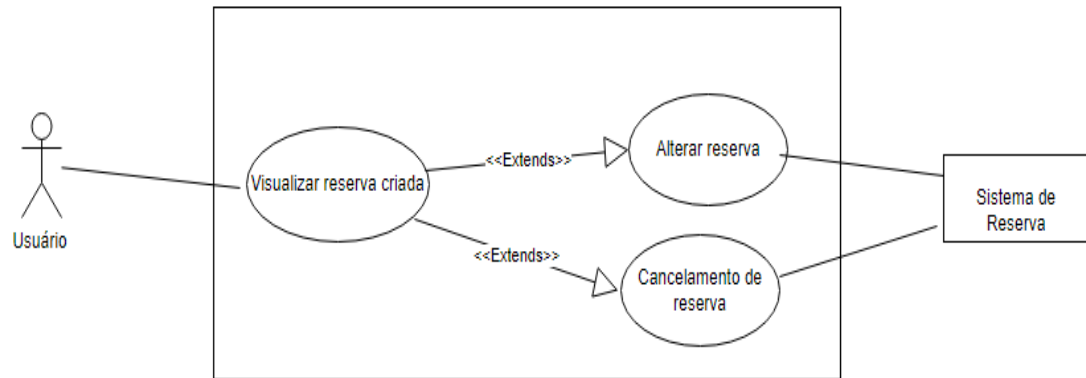 Usuário
Visualizar reserva criada
<<Extends>>
<<Extends>>
Alterar reserva
Cancelamento de
reserva
Sistema de
Reserva